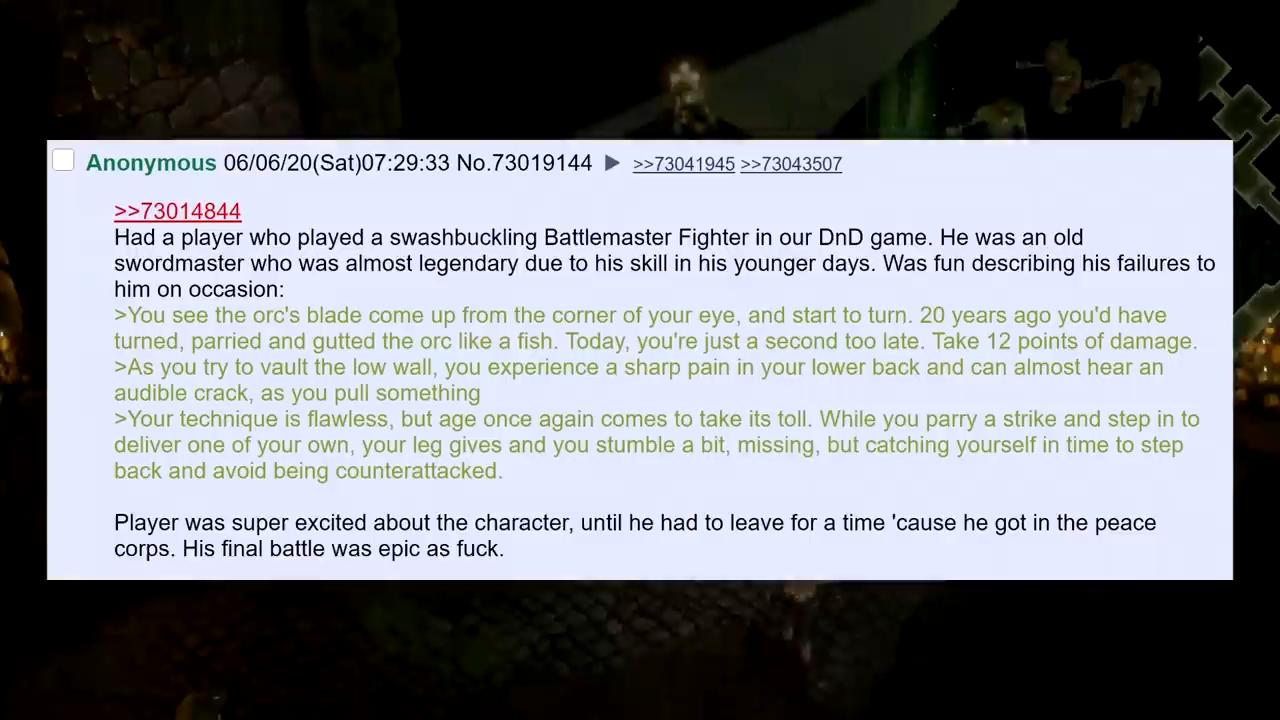 Anonymous 06/06/20(Sat)07:29:33 No.73019144 ▶ >>73041945 >>73043507
>>73014844
Had a player who played a swashbuckling Battlemaster Fighter in our DnD game. He was an old
swordmaster who was almost legendary due to his skill in his younger days. Was fun describing his failures to
him on occasion:
>You see the orc's blade come up from the corner of your eye, and start to turn. 20 years ago you'd have
turned, parried and gutted the orc like a fish. Today, you're just a second too late. Take 12 points of damage.
>As you try to vault the low wall, you experience a sharp pain in your lower back and can almost hear an
audible crack, as you pull something
>Your technique is flawless, but age once again comes to take its toll. While you parry a strike and step in to
deliver one of your own, your leg gives and you stumble a bit, missing, but catching yourself in time to step
back and avoid being counterattacked.
Player was super excited about the character, until he had to leave for a time 'cause he got in the peace
corps. His final battle was epic as fuck.